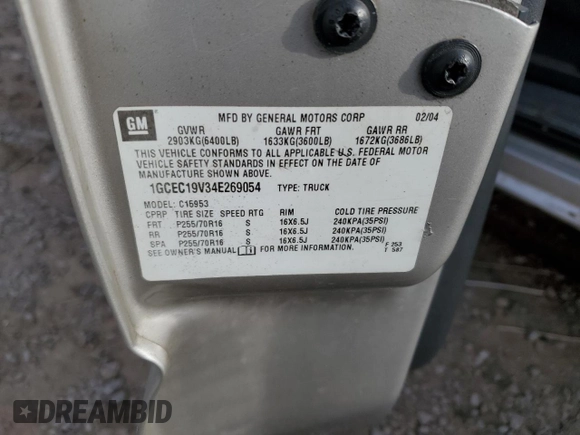 GM
MFD BY GENERAL MOTORS CORP 02/04
GVWR GAWR FRT GAWR RR
2903KG(6400LB) 1633KG(3600LB) 1672KG(3686LB)
THIS VEHICLE CONFORMS TO ALL APPLICABLE U.S. FEDERAL MOTOR
VEHICLE SAFETY STANDARDS IN EFFECT ON THE DATE OF
MANUFACTURE SHOWN ABOVE.
1GCEC19V34E269054 TYPE: TRUCK
MODEL: C15953
CPRP TIRE SIZE SPEED RTG RIM COLD TIRE PRESSURE
FRT P255/70R16 S 16X6.5J 240KPA(35PSI)
RR P255/70R16 S 16X6.5J 240KPA(35PSI)
SPA P255/70R16 S 16X6.5J 240KPA(35PSI)
SEE OWNER'S MANUAL FOR MORE INFORMATION. F 253
T 587
DREAMBID